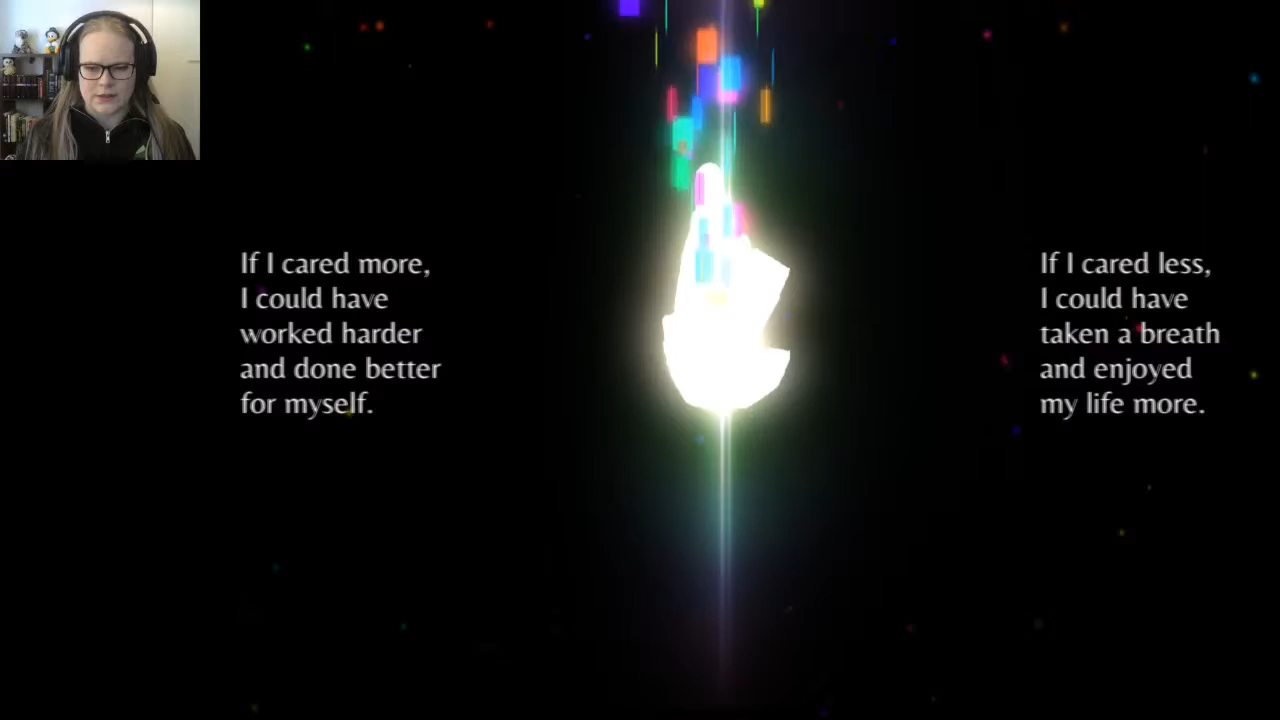 If I cared more,
I could have
worked harder
and done better
for myself.
If I cared less,
I could have
taken a breath
and enjoyed
my life more.